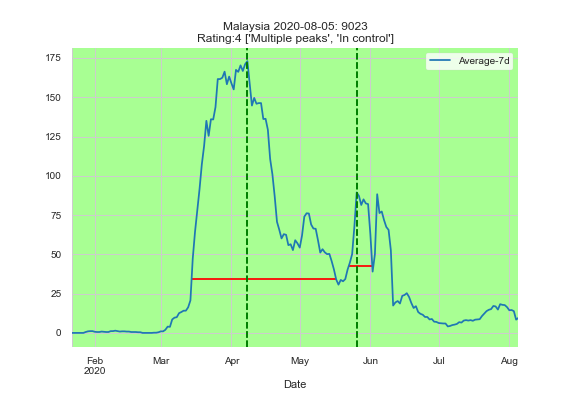 Malaysia 2020-08-05: 9023
Rating:4 ['Multiple peaks', 'In control']
Average-7d
175
150
125
100
75
50
25
0
Feb
2020
Mar
Apr
May
Jun
Jul
Aug
Date